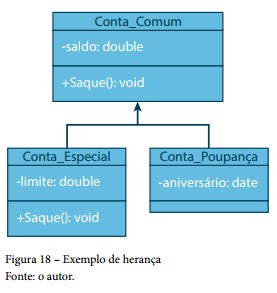 Conta_Comum
-saldo: double
+Saque(): void
Conta_Especial
-limite: double
+Saque(): void
Conta_Poupança
-aniversário: date
Figura 18 – Exemplo de herança
Fonte: o autor.